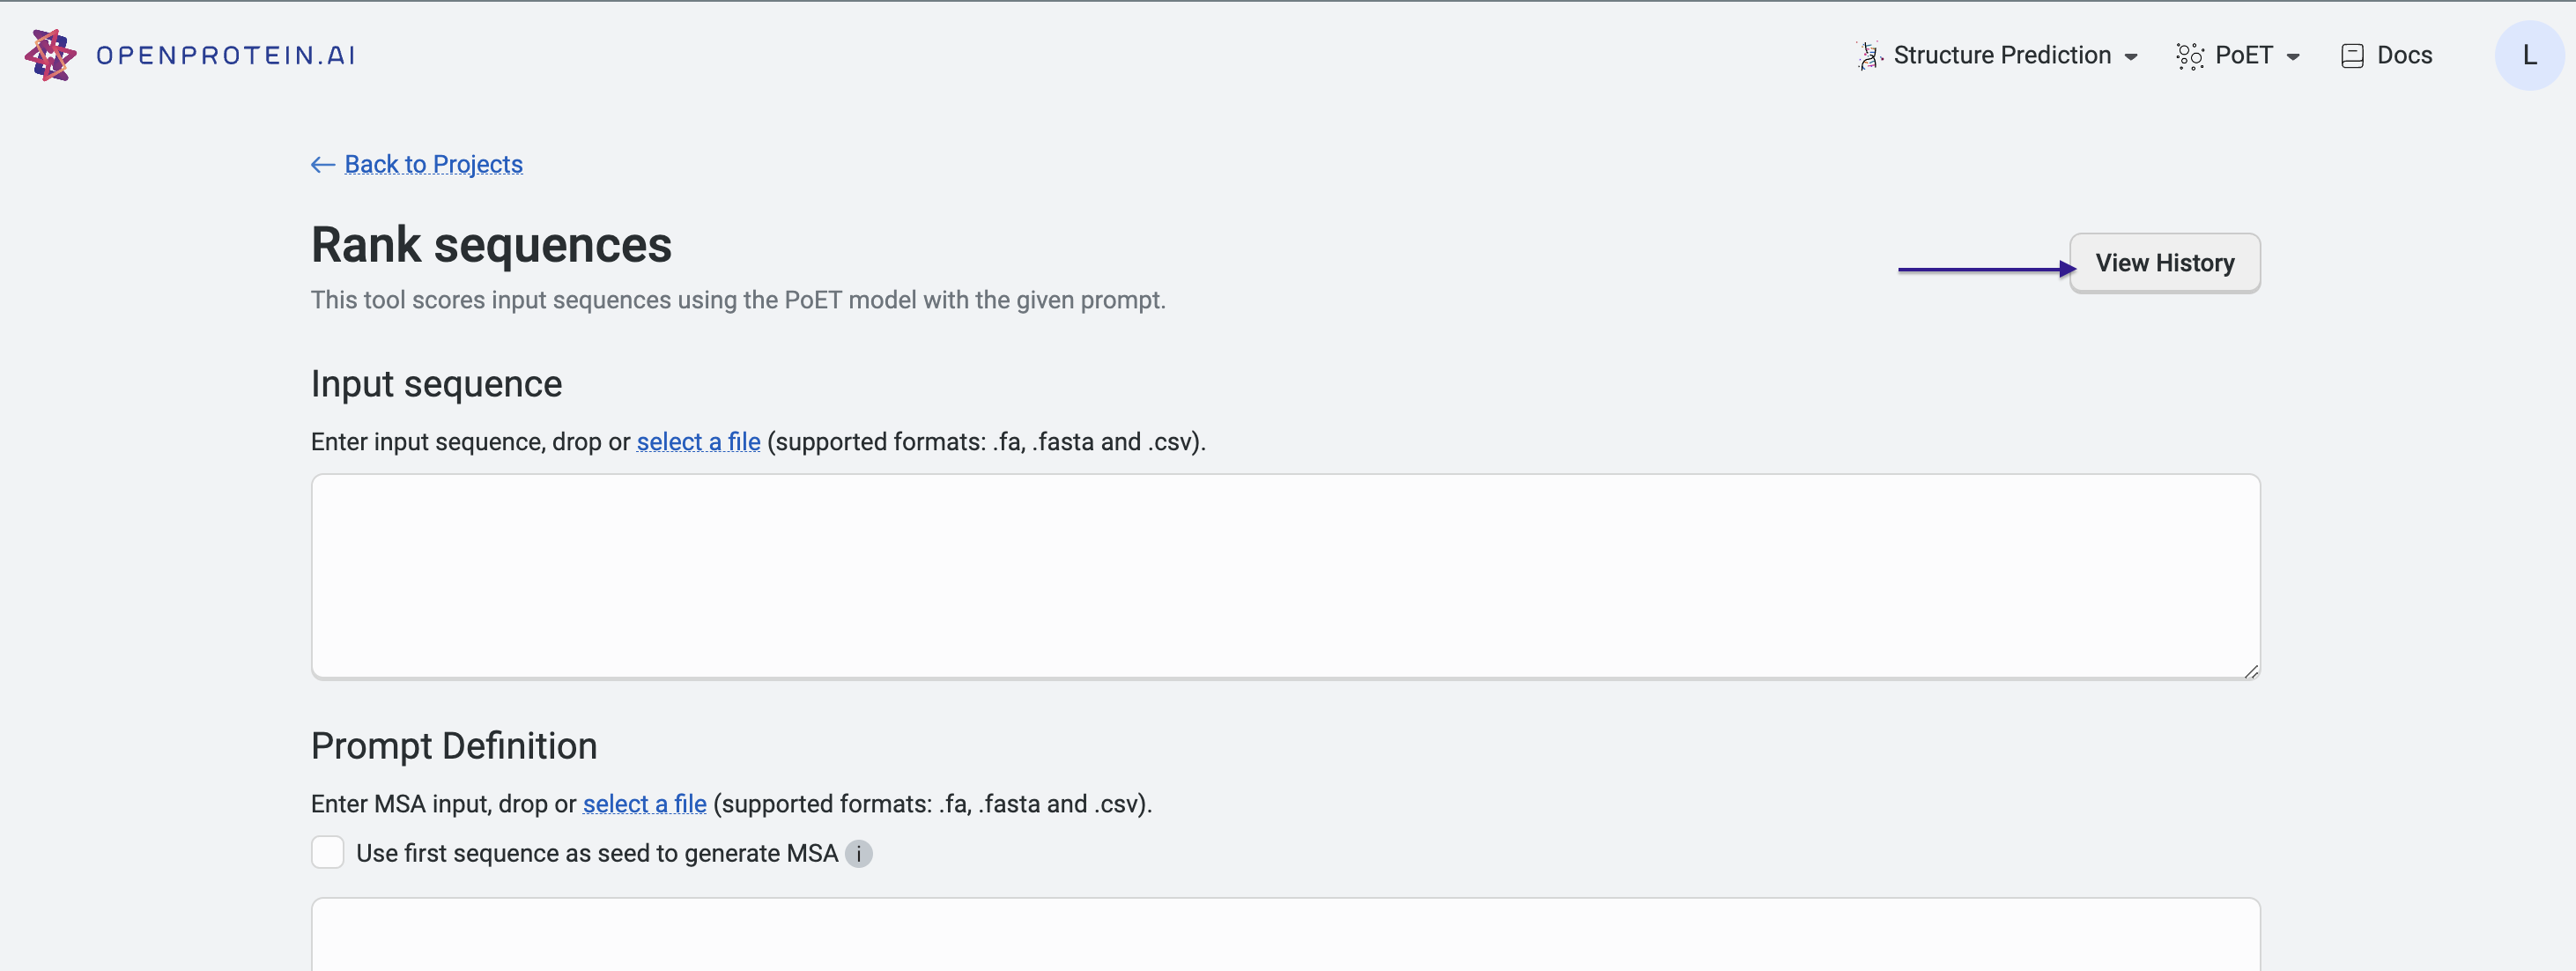 OPENPROTEIN.AI
Structure Prediction
PoET
Docs
L
Back to Projects
Rank sequences
View History
This tool scores input sequences using the PoET model with the given prompt.
Input sequence
Enter input sequence, drop or select a file (supported formats: .fa, .fasta and .csv).
Prompt Definition
Enter MSA input, drop or select a file (supported formats: .fa, .fasta and .csv).
Use first sequence as seed to generate MSA i